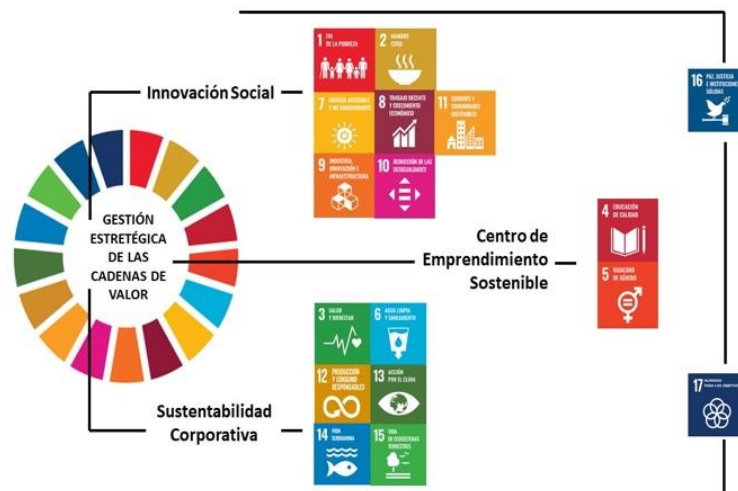 Innovación Social
1 FIN
DE LA POBREZA
2 HAMBRE
CERO
7 ENERGÍA ASEQUIBLE
Y NO CONTAMINANTE
8 TRABAJO DECENTE
Y CRECIMIENTO
ECONÓMICO
11 CIUDADES Y
COMUNIDADES
SOSTENIBLES
9 INDUSTRIA,
INNOVACIÓN E
INFRAESTRUCTURA
10 REDUCCIÓN DE LAS
DESIGUALDADES
16 PAZ, JUSTICIA
E INSTITUCIONES
SÓLIDAS
GESTIÓN
ESTRETÉGICA
DE LAS
CADENAS DE
VALOR
Centro de
Emprendimiento
Sostenible
4 EDUCACIÓN
DE CALIDAD
5 IGUALDAD
DE GÉNERO
3 SALUD
Y BIENESTAR
6 AGUA LIMPIA
Y SANEAMIENTO
12 PRODUCCIÓN
Y CONSUMO
RESPONSABLES
13 ACCIÓN
POR EL CLIMA
14 VIDA
SUBMARINA
15 VIDA
DE ECOSISTEMAS
TERRESTRES
17 ALIANZAS
PARA LOS OBJETIVOS
Sustentabilidad
Corporativa